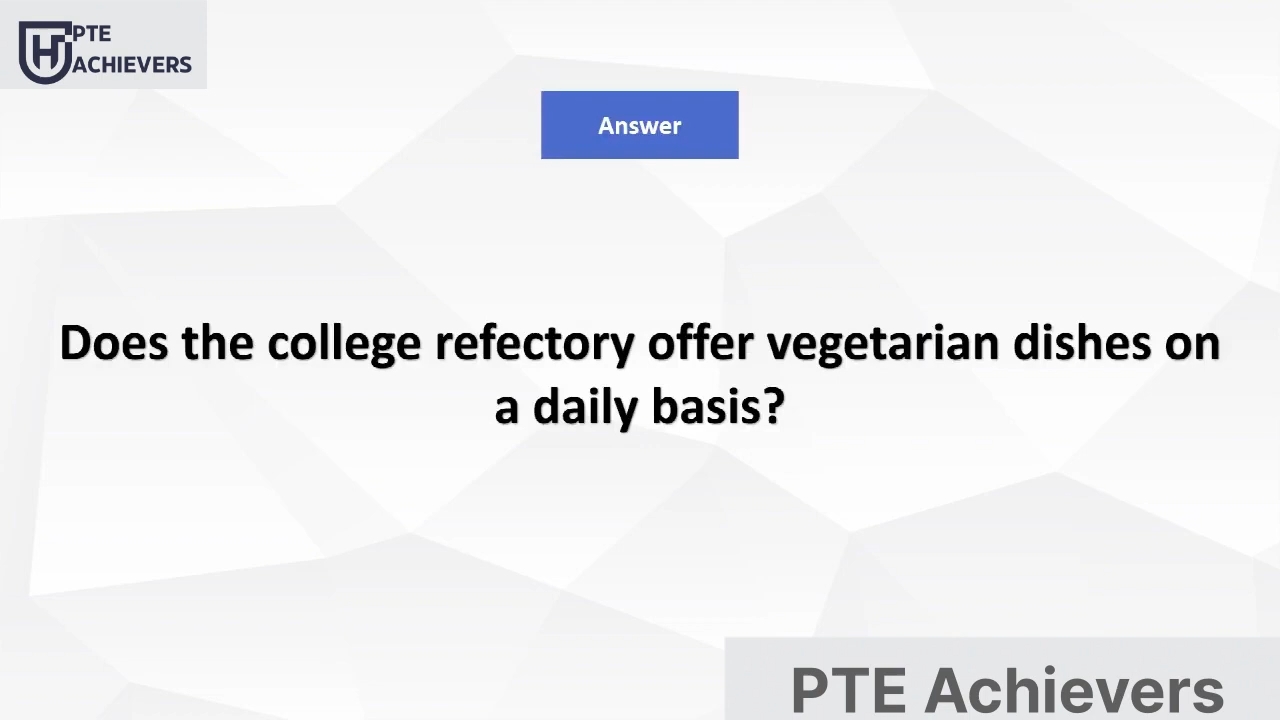 PTE
ACHIEVERS
Answer
Does the college refectory offer vegetarian dishes on
a daily basis?
PTE Achievers